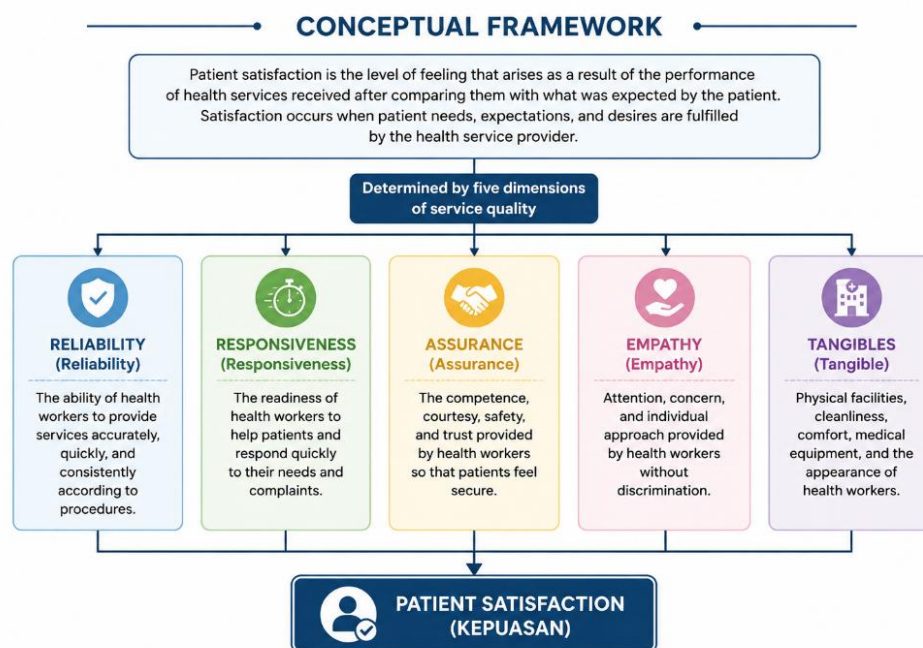 CONCEPTUAL FRAMEWORK
Patient satisfaction is the level of feeling that arises as a result of the performance
of health services received after comparing them with what was expected by the patient.
Satisfaction occurs when patient needs, expectations, and desires are fulfilled
by the health service provider.
Determined by five dimensions
of service quality
RELIABILITY
(Reliability)
The ability of health
workers to provide
services accurately,
quickly, and
consistently
according to
procedures.
RESPONSIVENESS
(Responsiveness)
The readiness of
health workers to
help patients and
respond quickly
to their needs and
complaints.
ASSURANCE
(Assurance)
The competence,
courtesy, safety,
and trust provided
by health workers
so that patients feel
secure.
EMPATHY
(Empathy)
Attention, concern,
and individual
approach provided
by health workers
without
discrimination.
TANGIBLES
(Tangible)
Physical facilities,
cleanliness,
comfort, medical
equipment, and the
appearance of
health workers.
PATIENT SATISFACTION
(KEPUASAN)